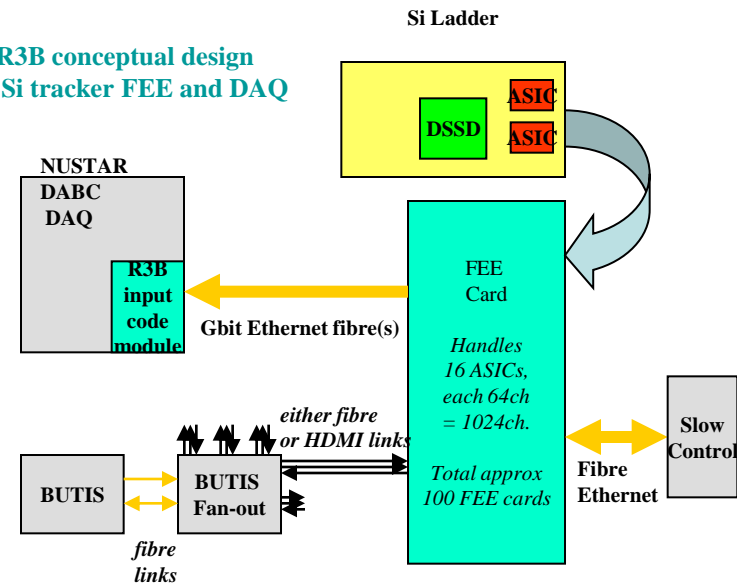 Si Ladder
R3B conceptual design
Si tracker FEE and DAQ
ASIC
DSSD
ASIC
NUSTAR
DABC
DAQ
R3B
input
code
module
Gbit Ethernet fibre(s)
FEE
Card
Handles
16 ASICs,
each 64ch
= 1024ch.
Total approx
100 FEE cards
either fibre
or HDMI links
Slow
Control
Fibre
Ethernet
BUTIS
BUTIS
Fan-out
fibre
links